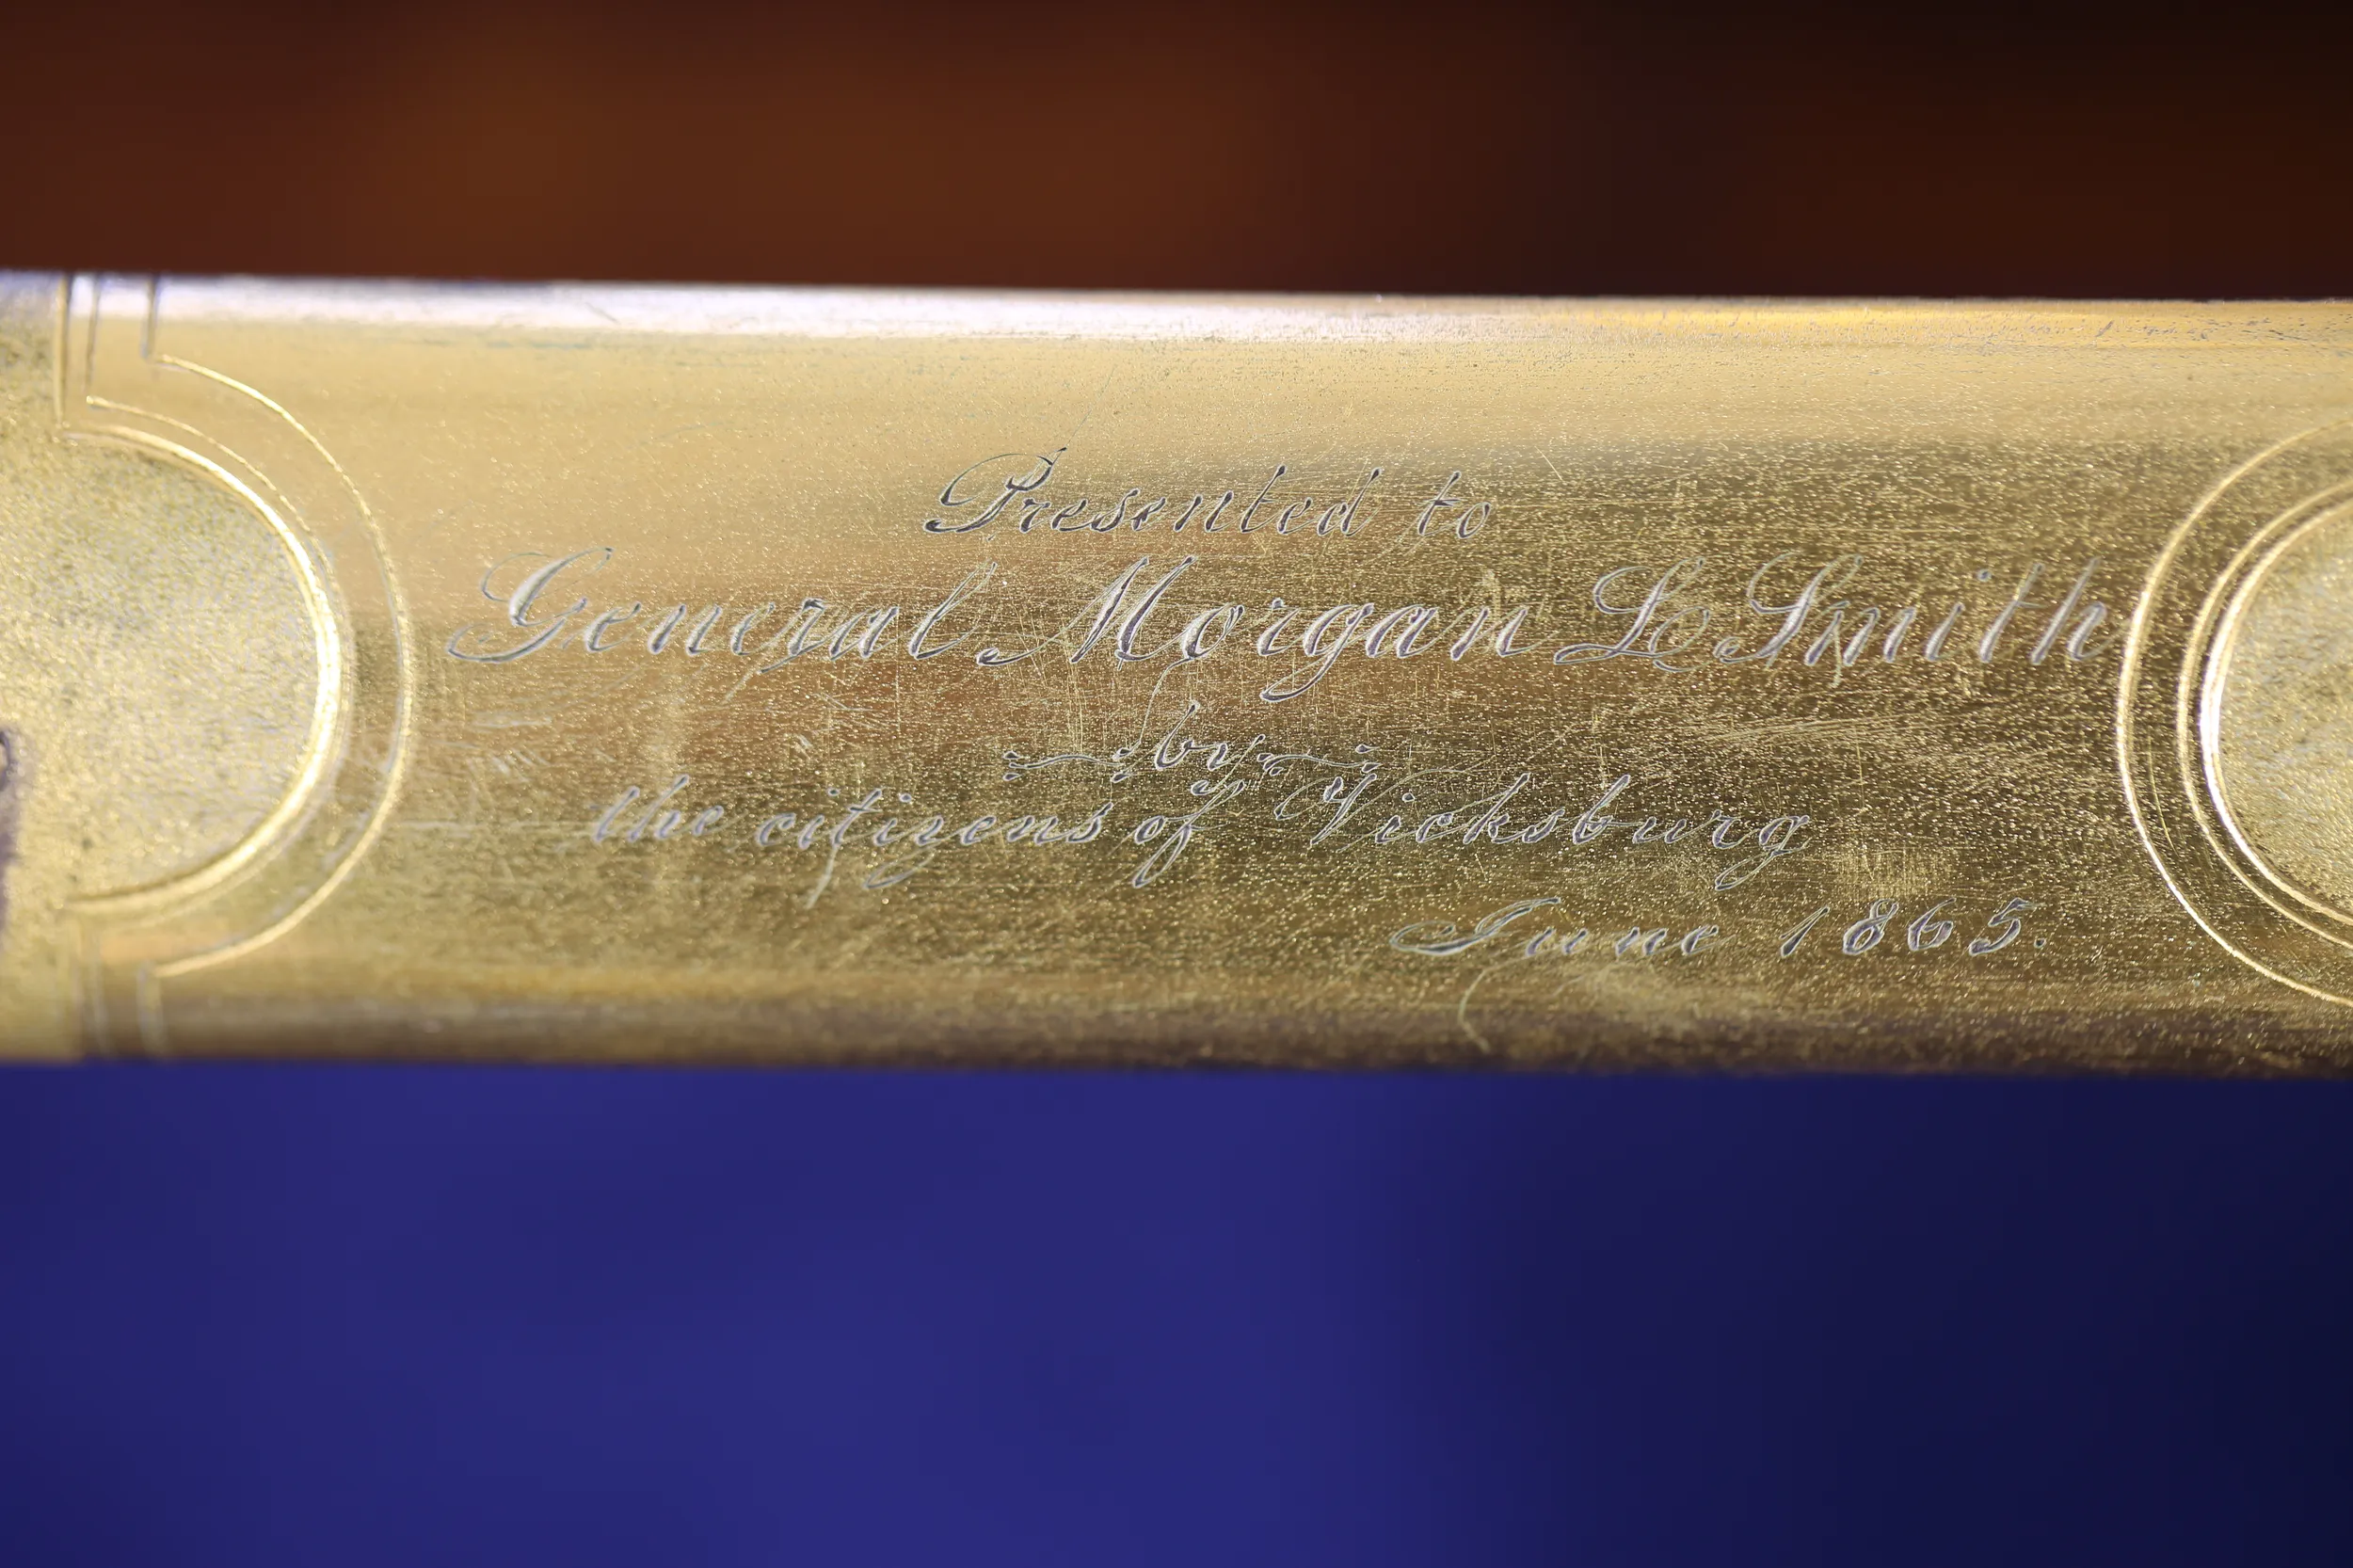 Presented to
General Morgan L Smith
by
the citizens of Vicksburg
June 1865.